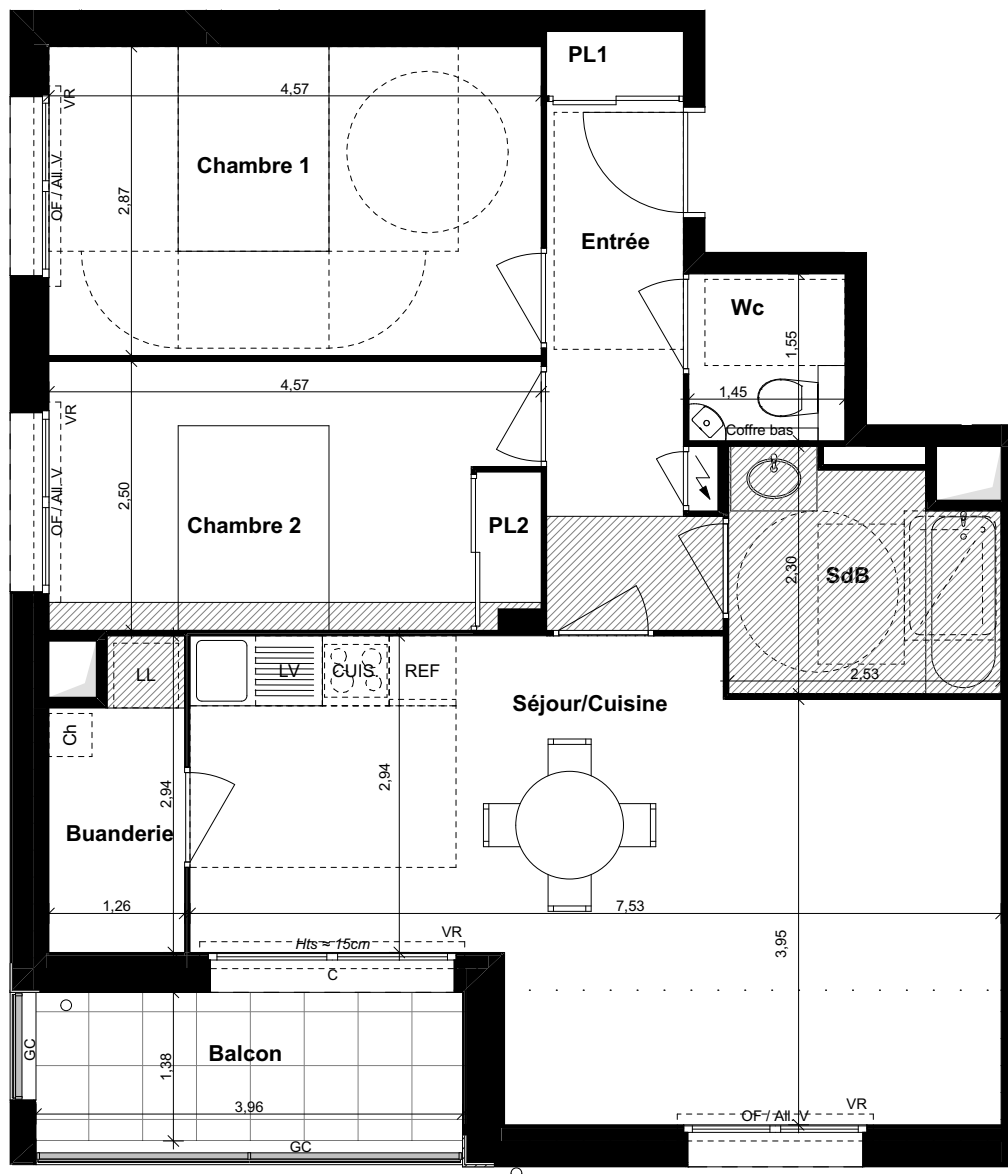 PL1
4,57
VR
Chambre 1
OF / All. V
2,87
Entrée
Wc
1,55
4,57
1,45
VR
Coffre bas
OF / All. V
2,50
Chambre 2
PL2
SdB
2,30
LL
LV
CUIS.
REF
2,53
Séjour/Cuisine
Ch
2,94
2,94
Buanderie
1,26
7,53
VR
Hts ≈ 15cm
3,95
C
GC
Balcon
1,38
3,96
VR
OF / All. V
GC